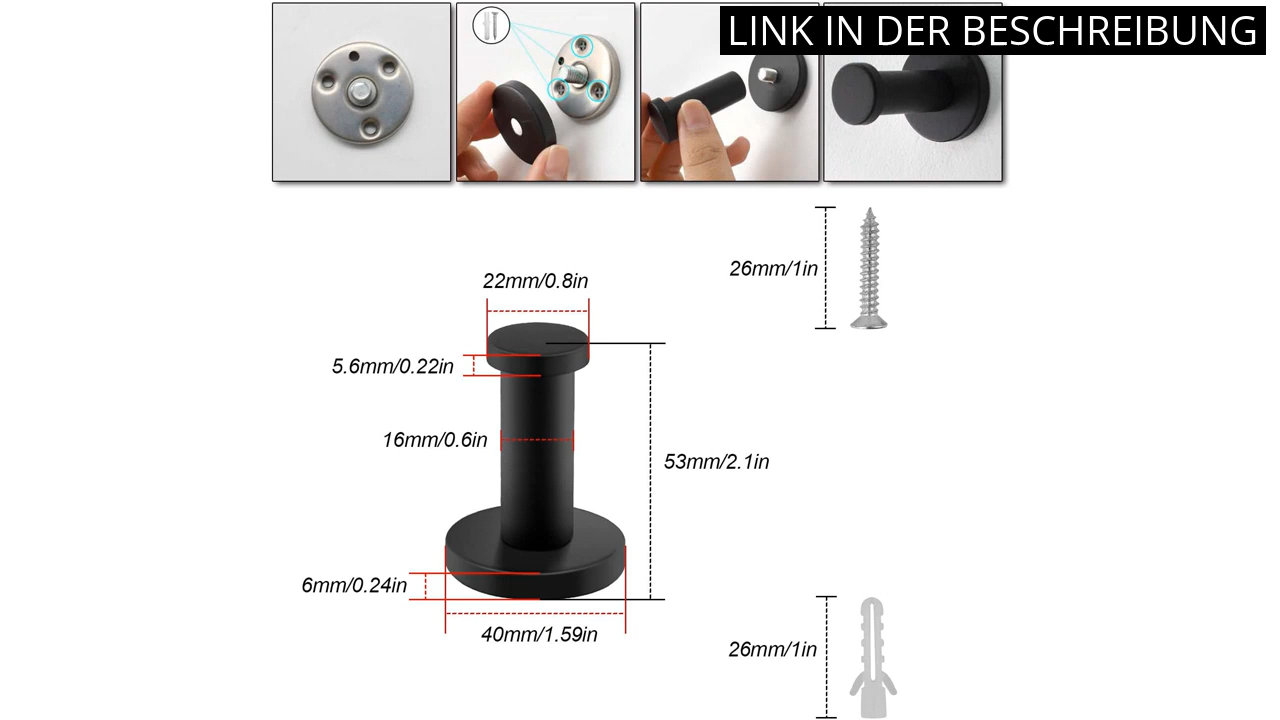 LINK IN DER BESCHREIBUNG
26mm/1in
22mm/0.8in
5.6mm/0.22in
16mm/0.6in
53mm/2.1in
6mm/0.24in
40mm/1.59in
26mm/1in